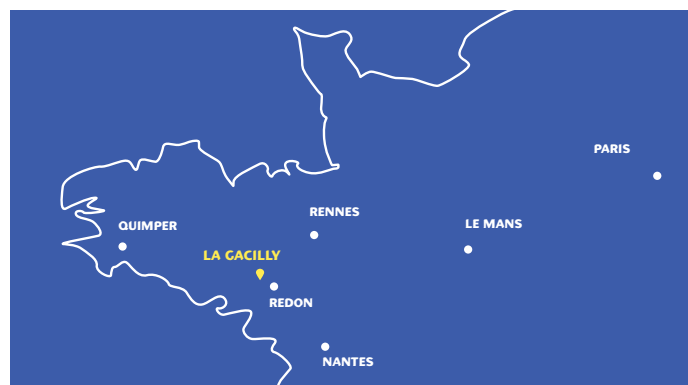 PARIS
RENNES
LE MANS
QUIMPER
LA GACILLY
REDON
NANTES